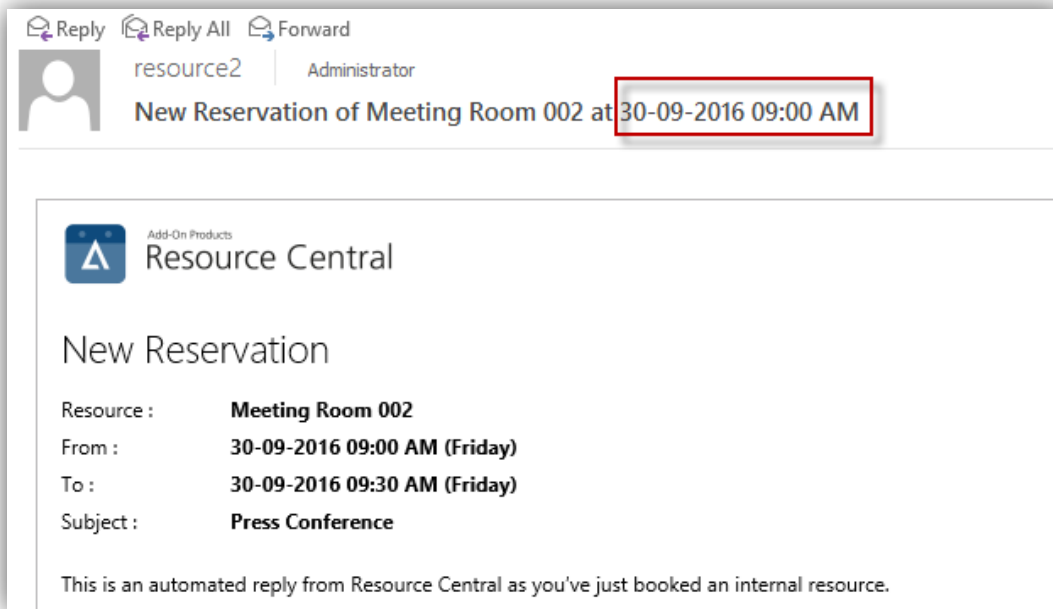 Reply Reply All Forward
resource2 Administrator
New Reservation of Meeting Room 002 at 30-09-2016 09:00 AM
Add-On Products
Resource Central
New Reservation
Resource : Meeting Room 002
From : 30-09-2016 09:00 AM (Friday)
To : 30-09-2016 09:30 AM (Friday)
Subject : Press Conference
This is an automated reply from Resource Central as you've just booked an internal resource.